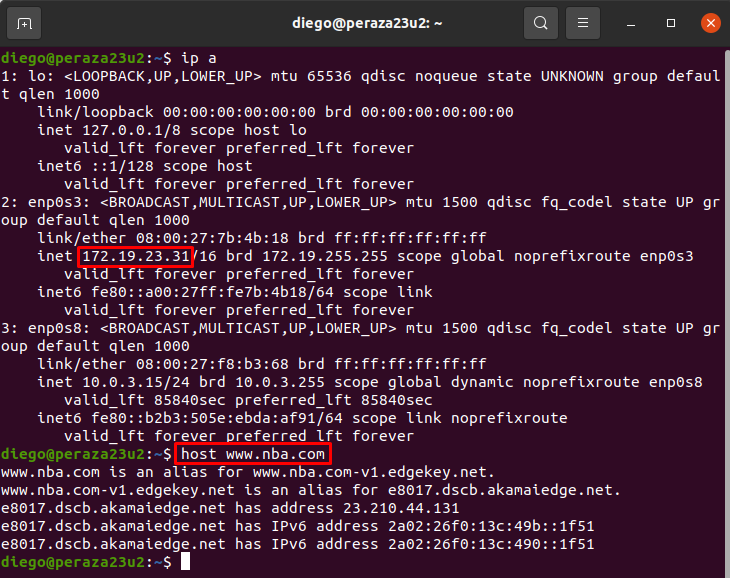 diego@peraza23u2: ~
diego@peraza23u2:~$ ip a
1: lo: <LOOPBACK,UP,LOWER_UP> mtu 65536 qdisc noqueue state UNKNOWN group defaul
t qlen 1000
    link/loopback 00:00:00:00:00:00 brd 00:00:00:00:00:00
    inet 127.0.0.1/8 scope host lo
       valid_lft forever preferred_lft forever
    inet6 ::1/128 scope host
       valid_lft forever preferred_lft forever
2: enp0s3: <BROADCAST,MULTICAST,UP,LOWER_UP> mtu 1500 qdisc fq_codel state UP gr
oup default qlen 1000
    link/ether 08:00:27:7b:4b:18 brd ff:ff:ff:ff:ff:ff
    inet 172.19.23.31/16 brd 172.19.255.255 scope global noprefixroute enp0s3
       valid_lft forever preferred_lft forever
    inet6 fe80::a00:27ff:fe7b:4b18/64 scope link
       valid_lft forever preferred_lft forever
3: enp0s8: <BROADCAST,MULTICAST,UP,LOWER_UP> mtu 1500 qdisc fq_codel state UP gr
oup default qlen 1000
    link/ether 08:00:27:f8:b3:68 brd ff:ff:ff:ff:ff:ff
    inet 10.0.3.15/24 brd 10.0.3.255 scope global dynamic noprefixroute enp0s8
       valid_lft 85840sec preferred_lft 85840sec
    inet6 fe80::b2b3:505e:ebda:af91/64 scope link noprefixroute
       valid_lft forever preferred_lft forever
diego@peraza23u2:~$ host www.nba.com
www.nba.com is an alias for www.nba.com-v1.edgekey.net.
www.nba.com-v1.edgekey.net is an alias for e8017.dscb.akamaiedge.net.
e8017.dscb.akamaiedge.net has address 23.210.44.131
e8017.dscb.akamaiedge.net has IPv6 address 2a02:26f0:13c:49b::1f51
e8017.dscb.akamaiedge.net has IPv6 address 2a02:26f0:13c:490::1f51
diego@peraza23u2:~$